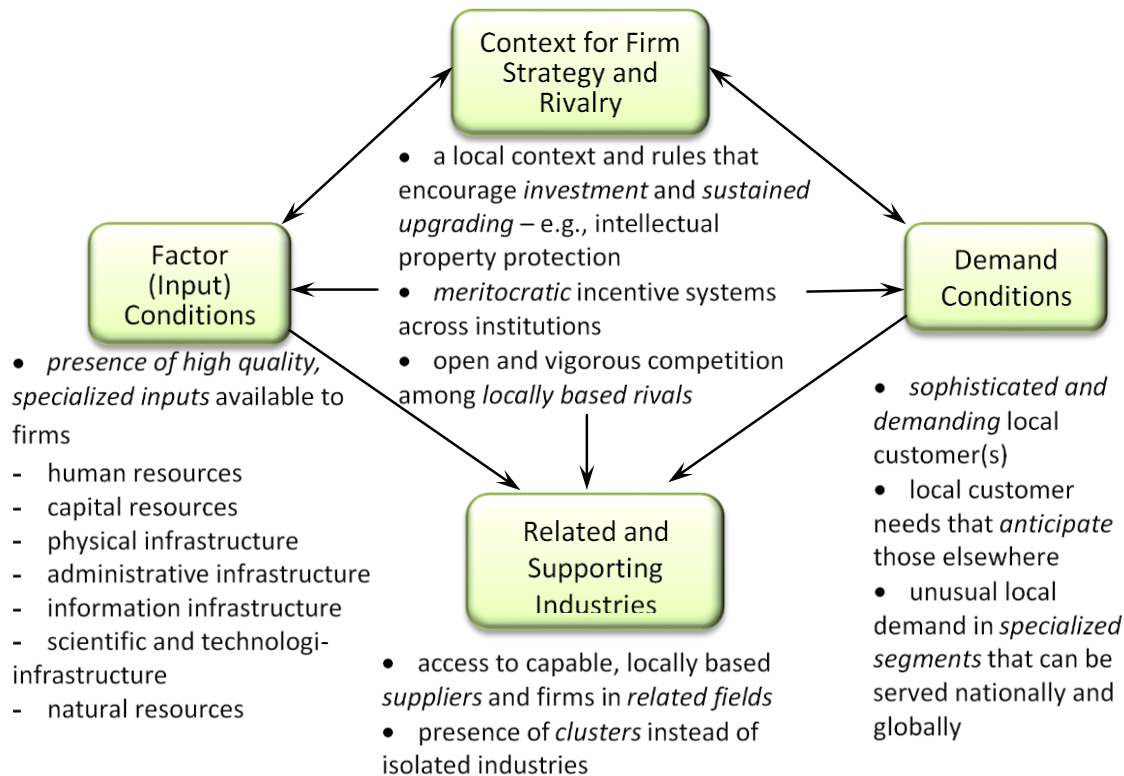 Context for Firm
Strategy and
Rivalry
• a local context and rules that
encourage investment and sustained
upgrading – e.g., intellectual
property protection
• meritocratic incentive systems
across institutions
• open and vigorous competition
among locally based rivals
Factor
(Input)
Conditions
• presence of high quality,
specialized inputs available to
firms
- human resources
- capital resources
- physical infrastructure
- administrative infrastructure
- information infrastructure
- scientific and technologi-
infrastructure
- natural resources
Demand
Conditions
• sophisticated and
demanding local
customer(s)
• local customer
needs that anticipate
those elsewhere
• unusual local
demand in specialized
segments that can be
served nationally and
globally
Related and
Supporting
Industries
• access to capable, locally based
suppliers and firms in related fields
• presence of clusters instead of
isolated industries